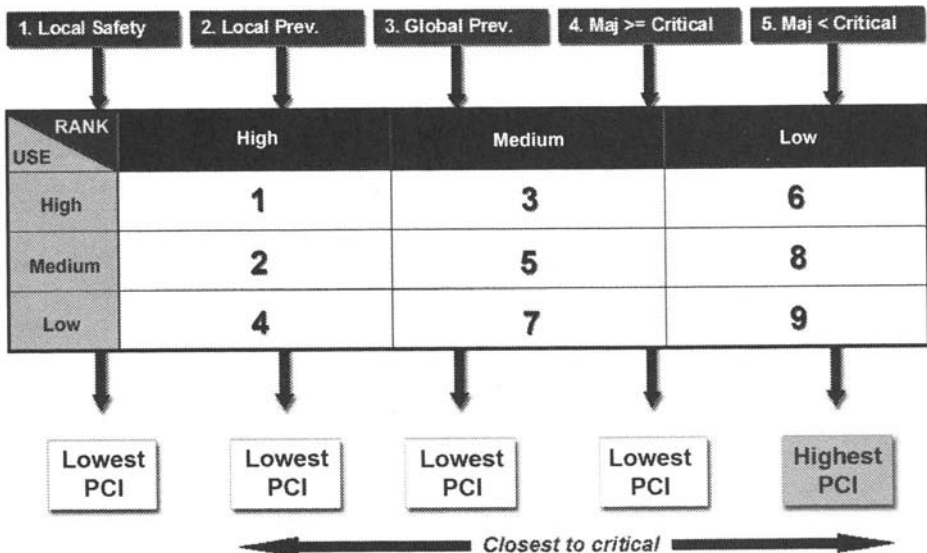 1. Local Safety
2. Local Prev.
3. Global Prev.
4. Maj >= Critical
5. Maj < Critical
RANK
USE
High
Medium
Low
High
1
3
6
Medium
2
5
8
Low
4
7
9
Lowest
PCI
Lowest
PCI
Lowest
PCI
Lowest
PCI
Highest
PCI
Closest to critical